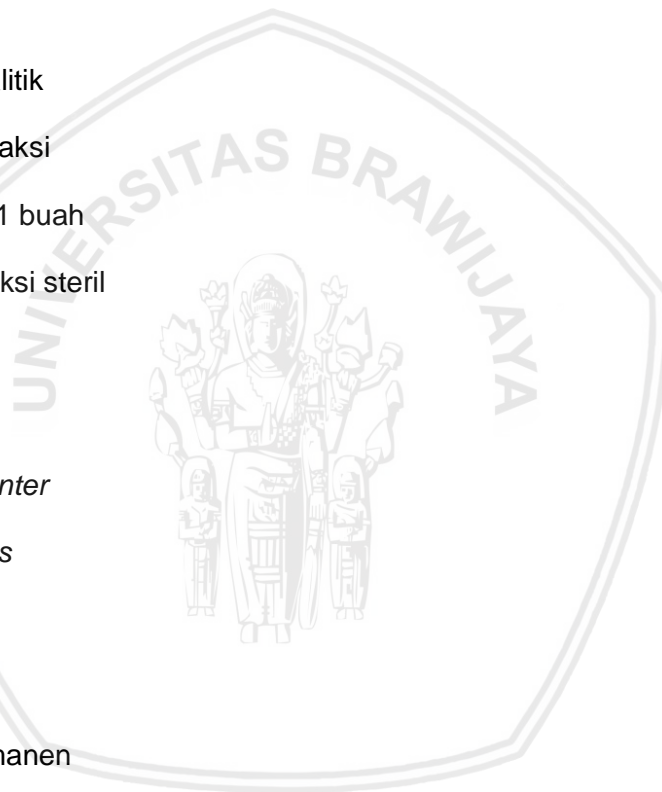 litik
aksi
1 buah
ksi steril
UNIVERSITAS BRAWIJAYA
nter
s
nanen